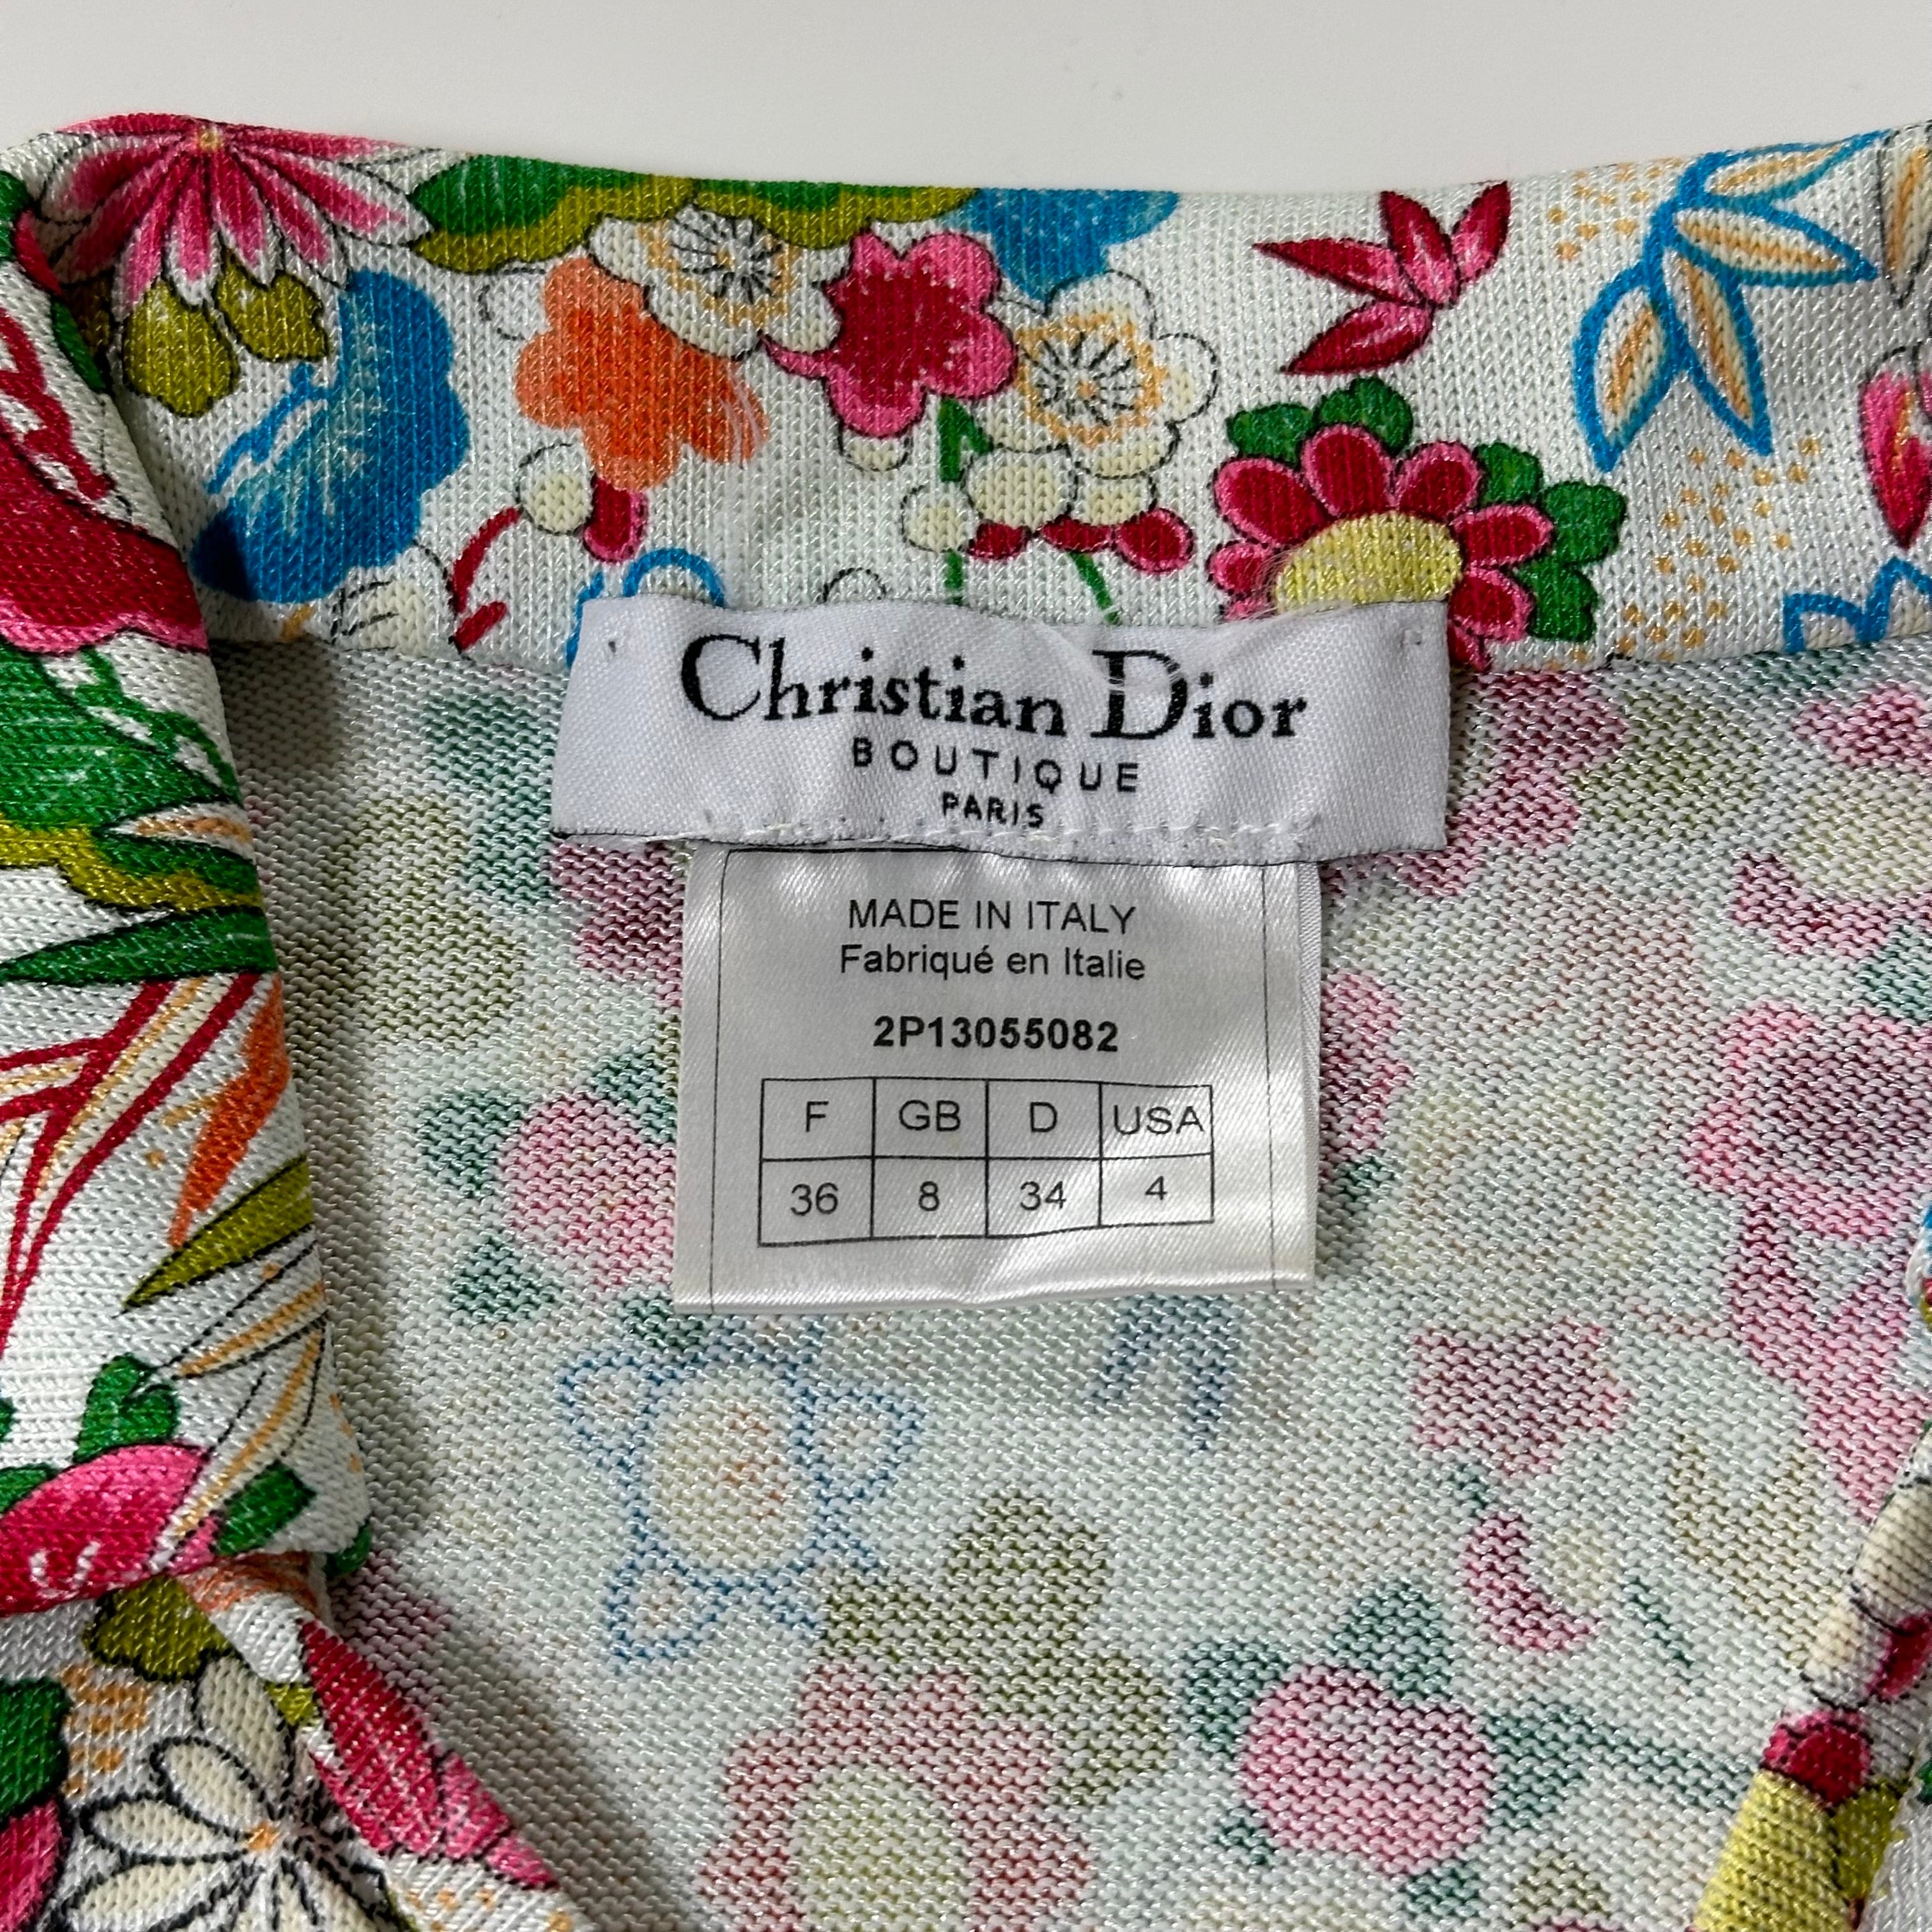 Christian Dior
BOUTIQUE
PARIS
MADE IN ITALY
Fabriqué en Italie
2P13055082
F GB D USA
36 8 34 4